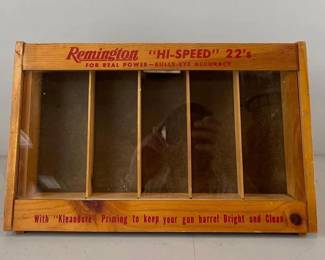 Remington "HI-SPEED" 22's
FOR REAL POWER—BULLS-EYE ACCURACY
With "Kleanbore" Priming to keep your gun barrel Bright and Clean